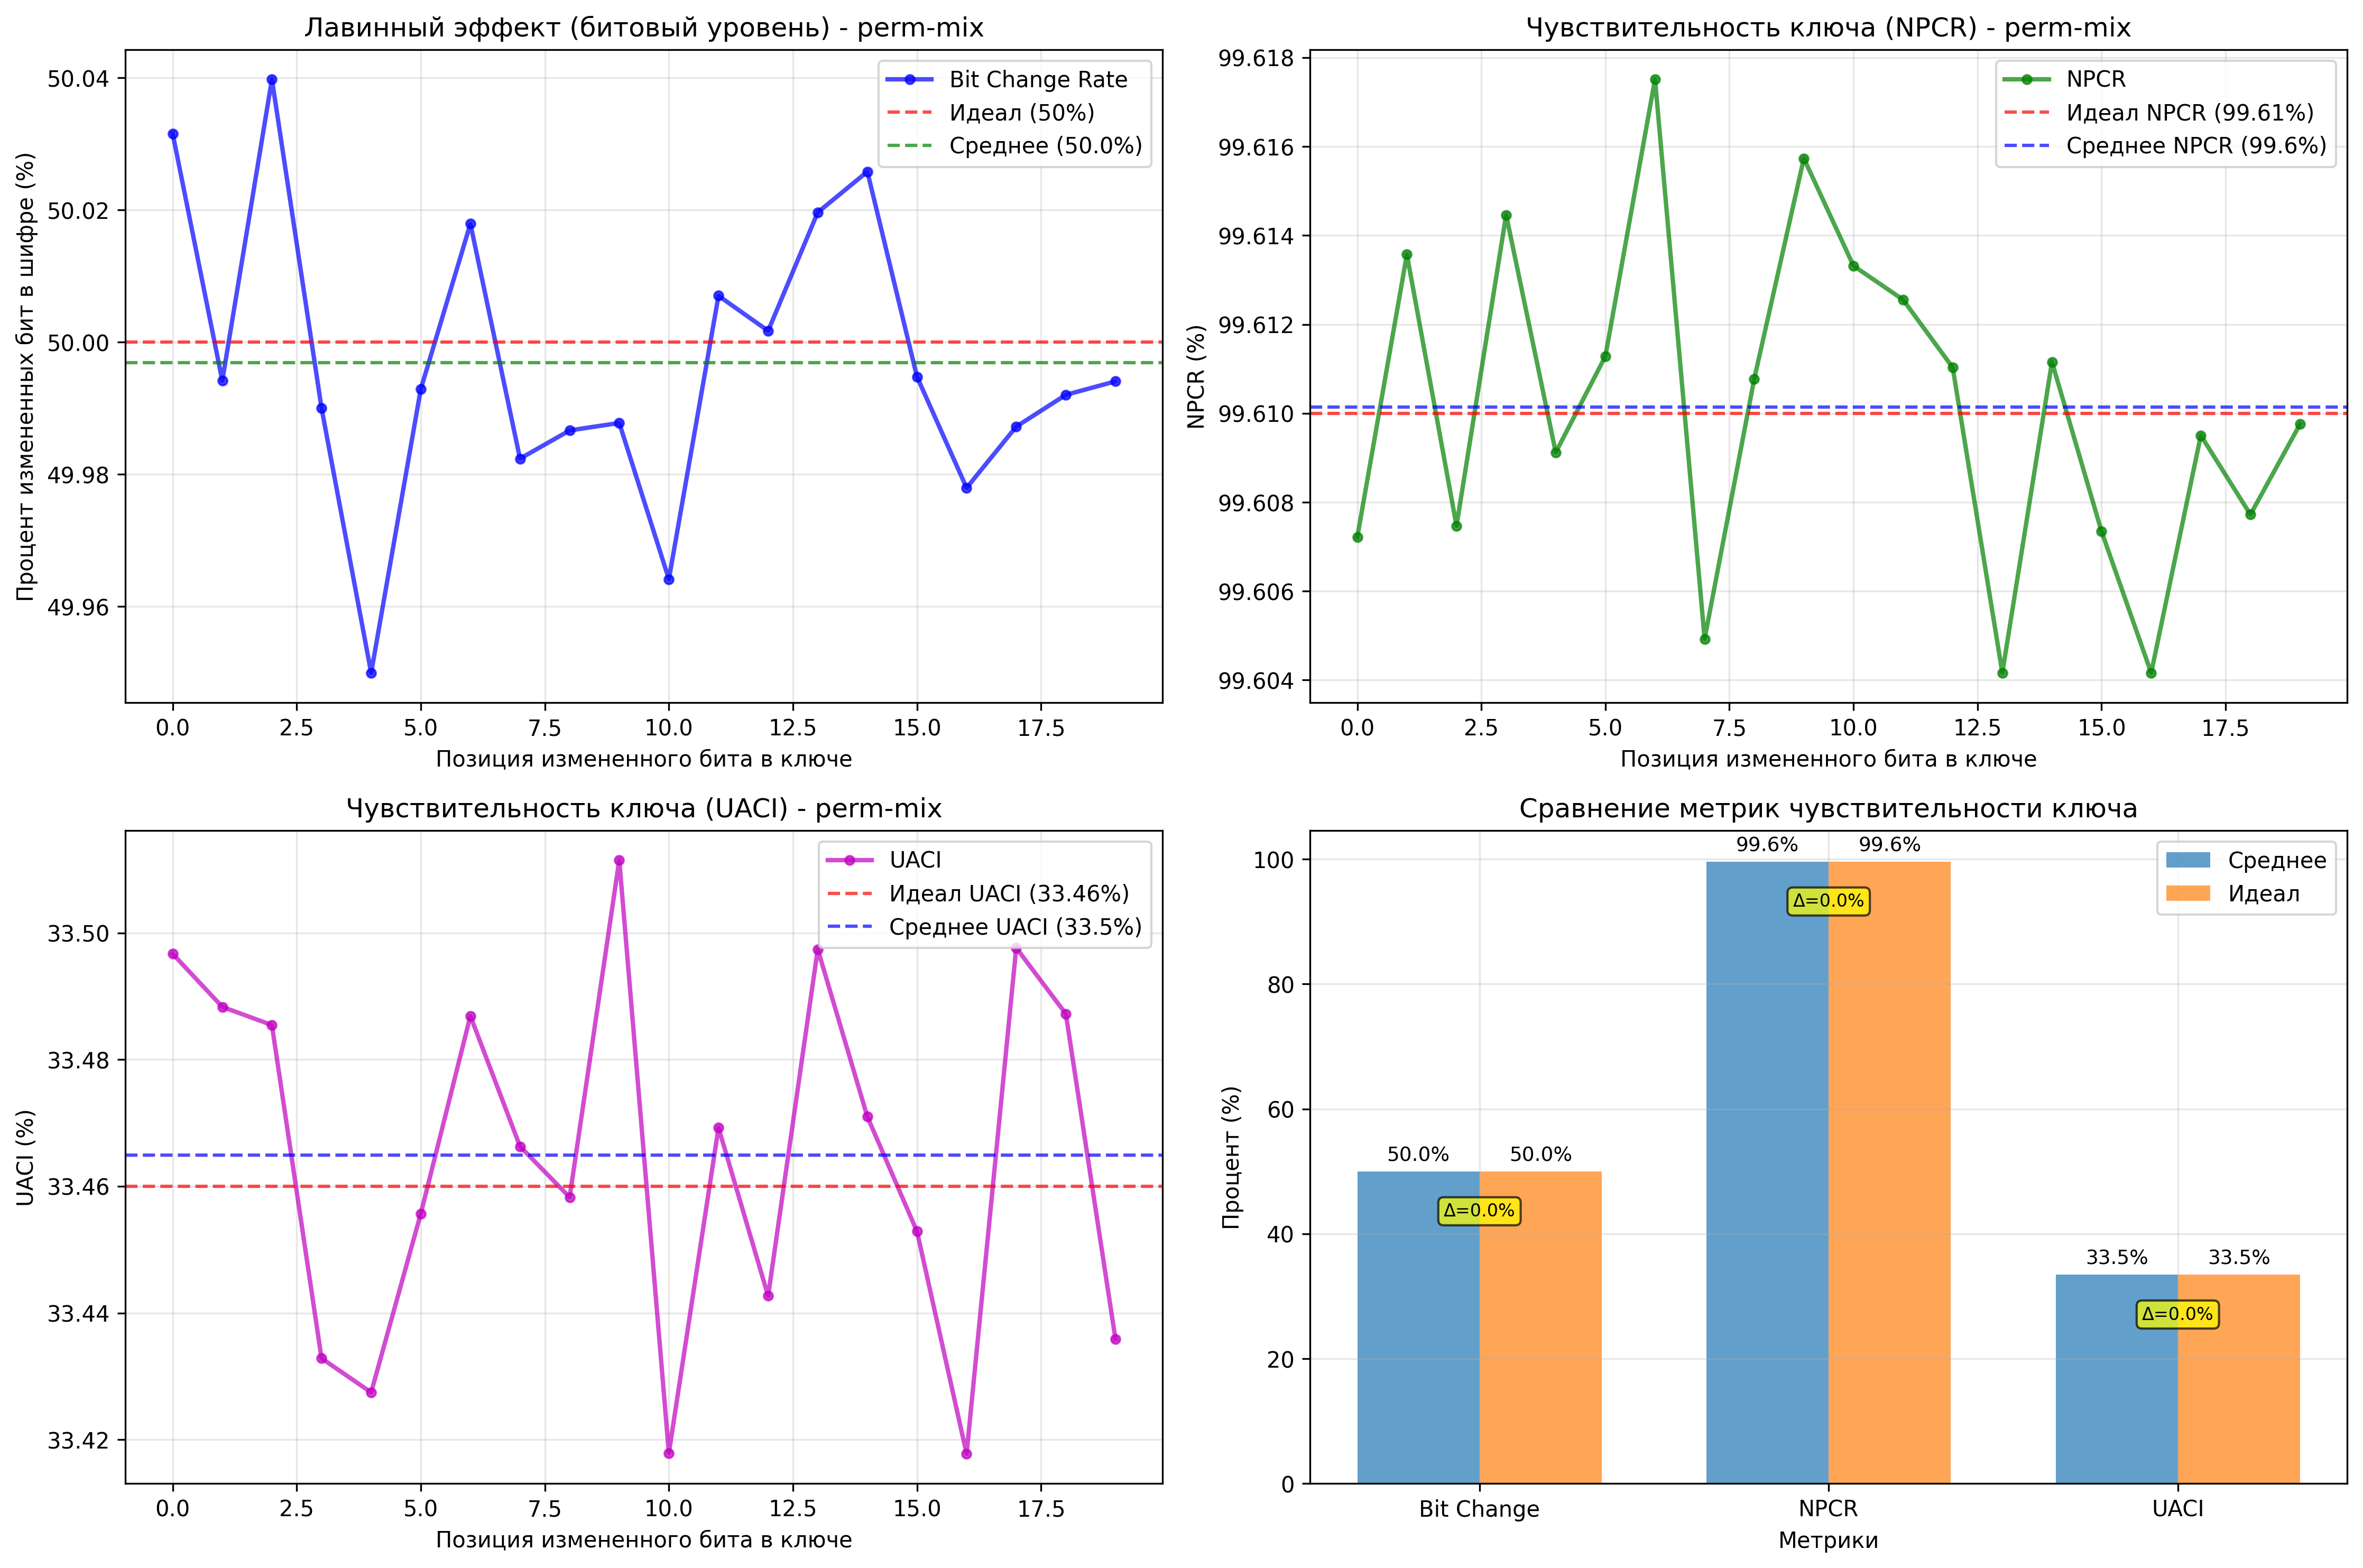 Лавинный эффект (битовый уровень) - perm-mix
Процент измененных бит в шифре (%)
50.04
50.02
50.00
49.98
49.96
Bit Change Rate
Идеал (50%)
Среднее (50.0%)
0.0 2.5 5.0 7.5 10.0 12.5 15.0 17.5
Позиция измененного бита в ключе
Чувствительность ключа (NPCR) - perm-mix
NPCR (%)
99.618
99.616
99.614
99.612
99.610
99.608
99.606
99.604
NPCR
Идеал NPCR (99.61%)
Среднее NPCR (99.6%)
0.0 2.5 5.0 7.5 10.0 12.5 15.0 17.5
Позиция измененного бита в ключе
Чувствительность ключа (UACI) - perm-mix
UACI (%)
33.50
33.48
33.46
33.44
33.42
UACI
Идеал UACI (33.46%)
Среднее UACI (33.5%)
0.0 2.5 5.0 7.5 10.0 12.5 15.0 17.5
Позиция измененного бита в ключе
Сравнение метрик чувствительности ключа
Процент (%)
100
80
60
40
20
0
Среднее
Идеал
99.6% 99.6%
Δ=0.0%
50.0% 50.0%
Δ=0.0%
33.5% 33.5%
Δ=0.0%
Bit Change NPCR UACI
Метрики